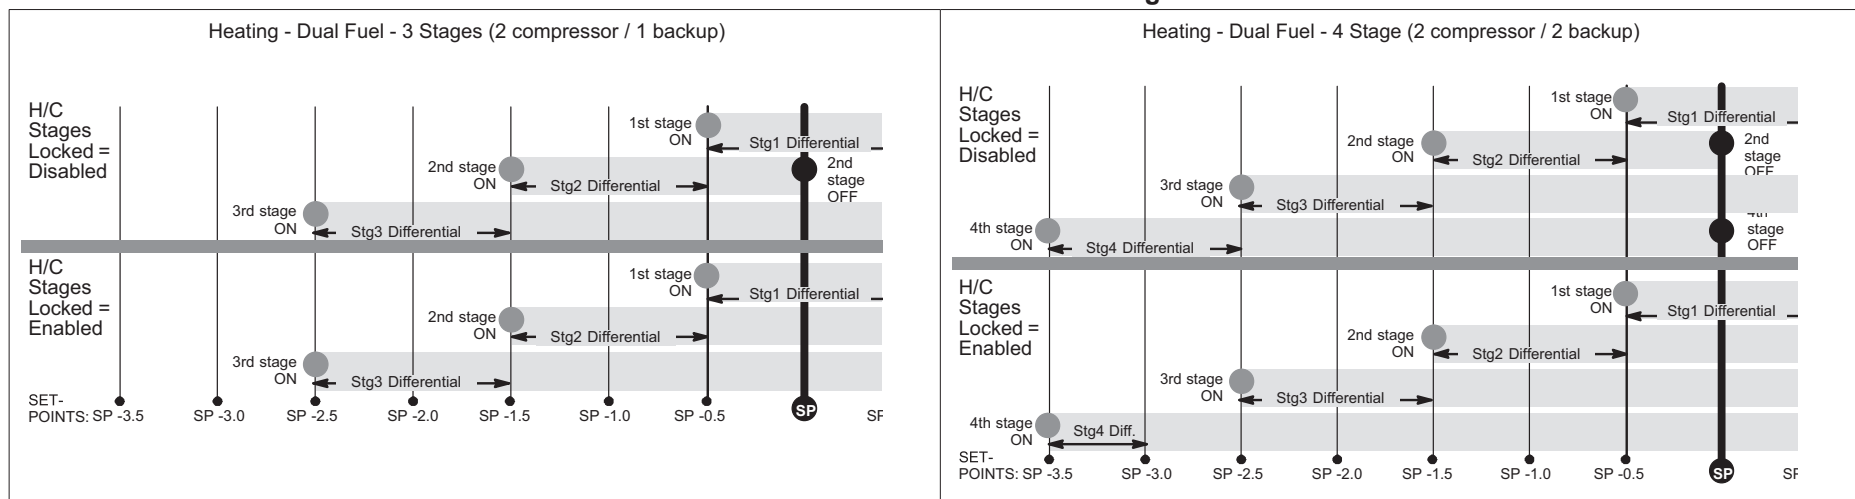 Heating - Dual Fuel - 3 Stages (2 compressor / 1 backup)
H/C
Stages
Locked =
Disabled
1st stage
ON
Stg1 Differential
2nd stage
ON
Stg2 Differential
2nd
stage
OFF
3rd stage
ON
Stg3 Differential
H/C
Stages
Locked =
Enabled
1st stage
ON
Stg1 Differential
2nd stage
ON
Stg2 Differential
3rd stage
ON
Stg3 Differential
SET-
POINTS: SP -3.5 SP -3.0 SP -2.5 SP -2.0 SP -1.5 SP -1.0 SP -0.5 SP
Heating - Dual Fuel - 4 Stage (2 compressor / 2 backup)
H/C
Stages
Locked =
Disabled
1st stage
ON
Stg1 Differential
2nd stage
ON
Stg2 Differential
2nd
stage
OFF
3rd stage
ON
Stg3 Differential
4th stage
ON
Stg4 Differential
4th
stage
OFF
H/C
Stages
Locked =
Enabled
1st stage
ON
Stg1 Differential
2nd stage
ON
Stg2 Differential
3rd stage
ON
Stg3 Differential
4th stage
ON
Stg4 Diff.
SET-
POINTS: SP -3.5 SP -3.0 SP -2.5 SP -2.0 SP -1.5 SP -1.0 SP -0.5 SP